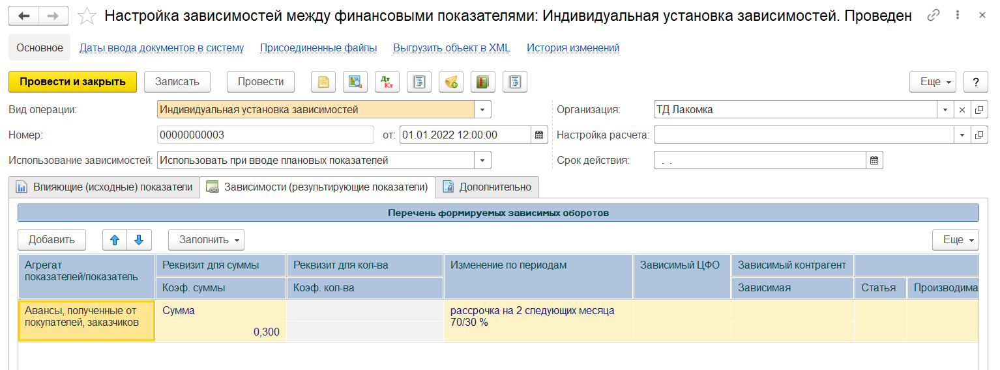 Настройка зависимостей между финансовыми показателями: Индивидуальная установка зависимостей. Проведен
Основное Даты ввода документов в систему Присоединенные файлы Выгрузить объект в XML История изменений
Провести и закрыть Записать Провести Дт Кт Еще ?
Вид операции: Индивидуальная установка зависимостей Организация: ТД Лакомка
Номер: 00000000003 от: 01.01.2022 12:00:00 Настройка расчета:
Использование зависимостей: Использовать при вводе плановых показателей Срок действия: . .
Влияющие (исходные) показатели Зависимости (результирующие показатели) Дополнительно
Перечень формируемых зависимых оборотов
Добавить Заполнить Еще
Агрегат показателей/показатель Реквизит для суммы Реквизит для кол-ва Изменение по периодам Зависимый ЦФО Зависимый контрагент
Коэф. суммы Коэф. кол-ва Зависимая Статья Производима
Авансы, полученные от Сумма рассрочка на 2 следующих месяца
покупателей, заказчиков 70/30 %
0,300